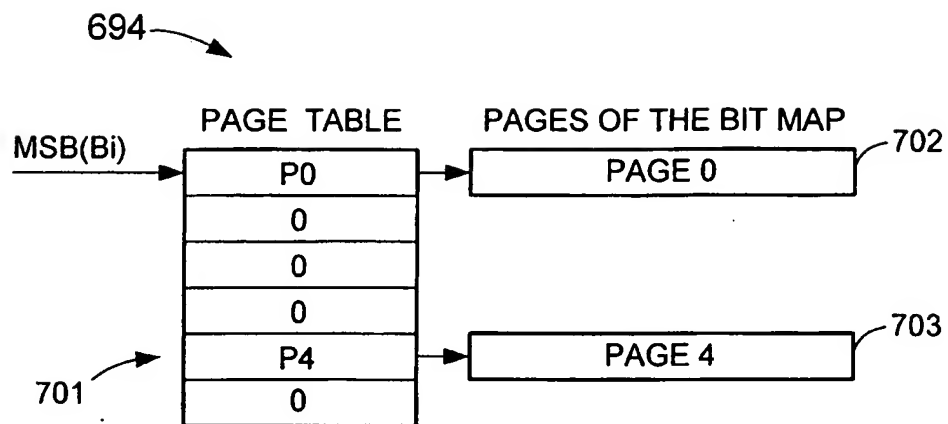 694
PAGE TABLE
PAGES OF THE BIT MAP
MSB(Bi)
P0
PAGE 0
702
0
0
0
P4
PAGE 4
703
701
0